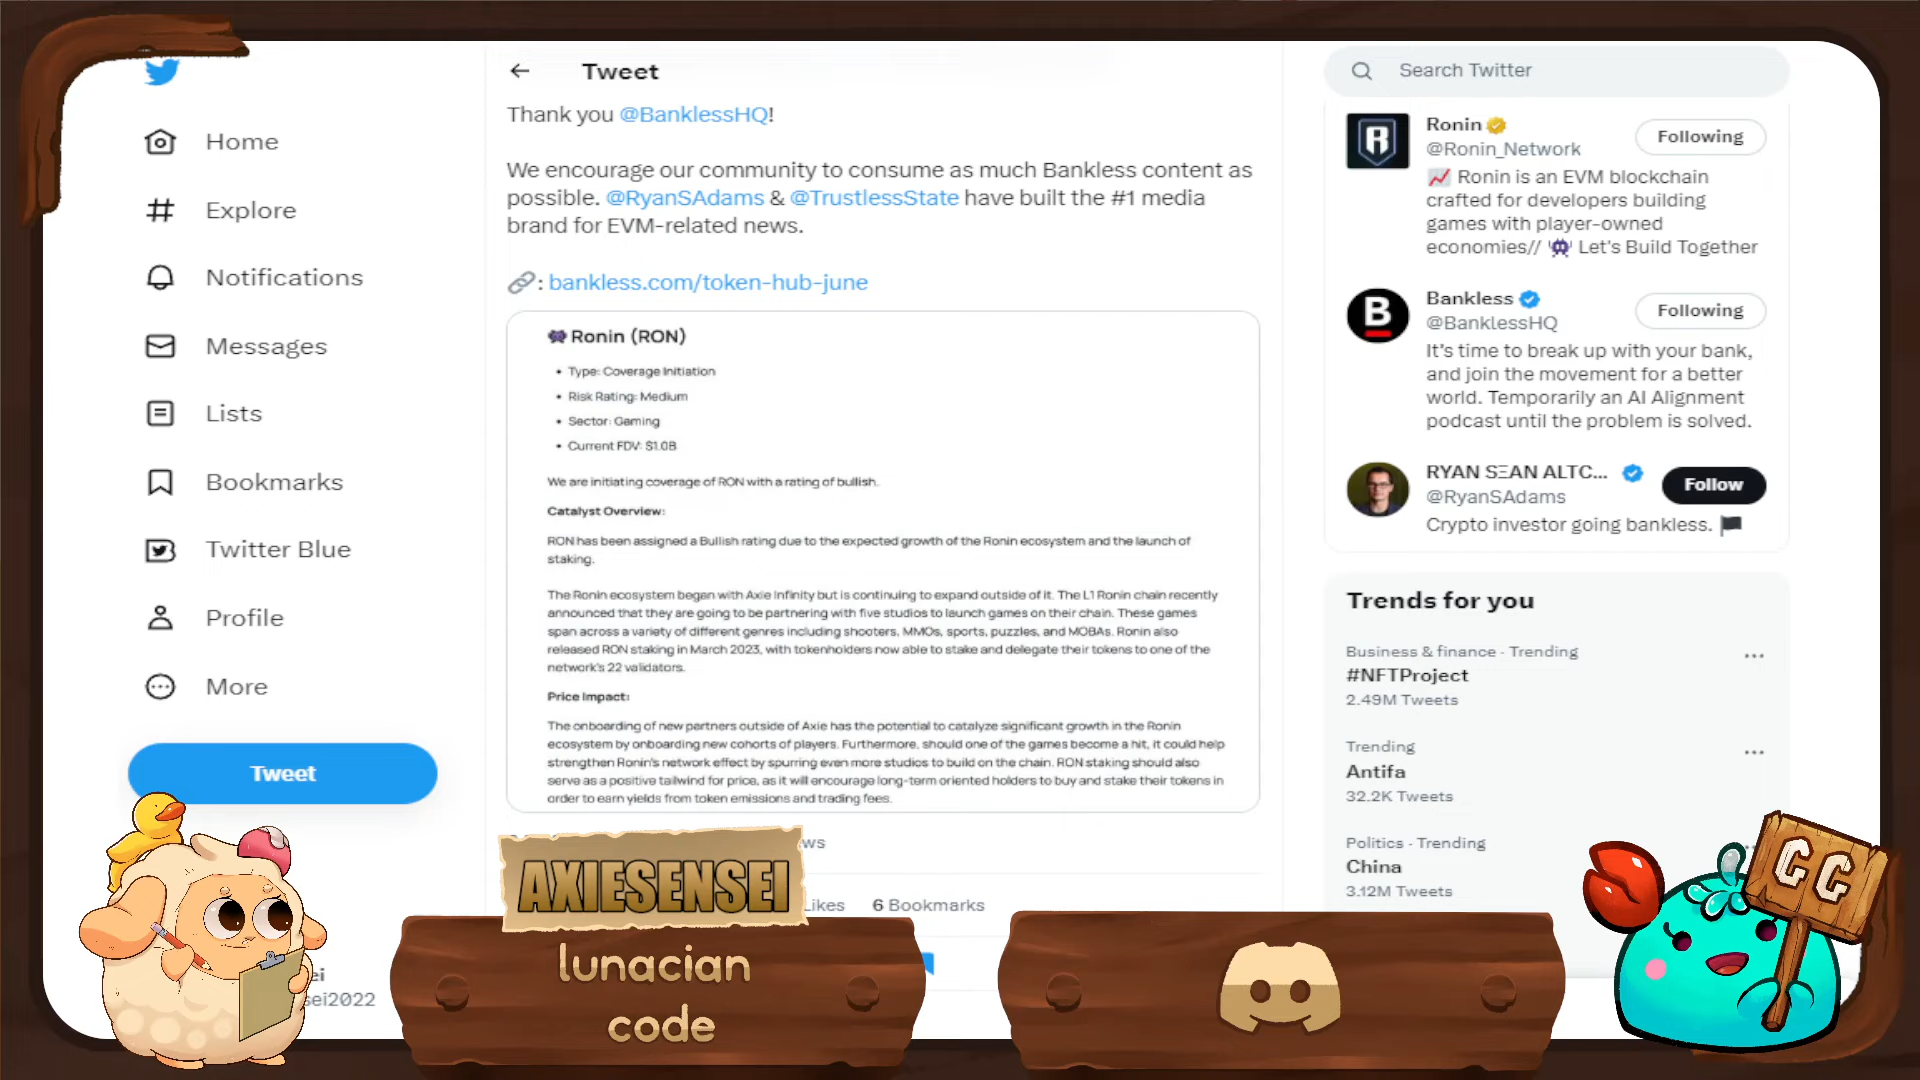 Home
Explore
Notifications
Messages
Lists
Bookmarks
Twitter Blue
Profile
More
Tweet
Tweet
Thank you @BanklessHQ!
We encourage our community to consume as much Bankless content as
possible. @RyanSAdams & @TrustlessState have built the #1 media
brand for EVM-related news.
: bankless.com/token-hub-june
Ronin (RON)
• Type: Coverage Initiation
• Risk Rating: Medium
• Sector: Gaming
• Current FDV: $1.0B
We are initiating coverage of RON with a rating of bullish.
Catalyst Overview:
RON has been assigned a Bullish rating due to the expected growth of the Ronin ecosystem and the launch of
staking.
The Ronin ecosystem began with Axie Infinity but is continuing to expand outside of it. The L1 Ronin chain recently
announced that they are going to be partnering with five studios to launch games on their chain. These games
span across a variety of different genres including shooters, MMOs, sports, puzzles, and MOBAs. Ronin also
released RON staking in March 2023, with tokenholders now able to stake and delegate their tokens to one of the
network's 22 validators.
Price Impact:
The onboarding of new partners outside of Axie has the potential to catalyze significant growth in the Ronin
ecosystem by onboarding new cohorts of players. Furthermore, should one of the games become a hit, it could help
strengthen Ronin's network effect by spurring even more studios to build on the chain. RON staking should also
serve as a positive tailwind for price, as it will encourage long-term oriented holders to buy and stake their tokens in
order to earn yields from token emissions and trading fees.
ws
Likes 6 Bookmarks
ei
sei2022
Search Twitter
R
Ronin
@Ronin_Network
Following
Ronin is an EVM blockchain
crafted for developers building
games with player-owned
economies// Let's Build Together
B
Bankless
@BanklessHQ
Following
It's time to break up with your bank,
and join the movement for a better
world. Temporarily an AI Alignment
podcast until the problem is solved.
RYAN SΞAN ALTC...
@RyanSAdams
Follow
Crypto investor going bankless.
Trends for you
Business & finance · Trending
#NFTProject
2.49M Tweets
Trending
Antifa
32.2K Tweets
Politics · Trending
China
3.12M Tweets
AXIESENSEI
lunacian
code
CC